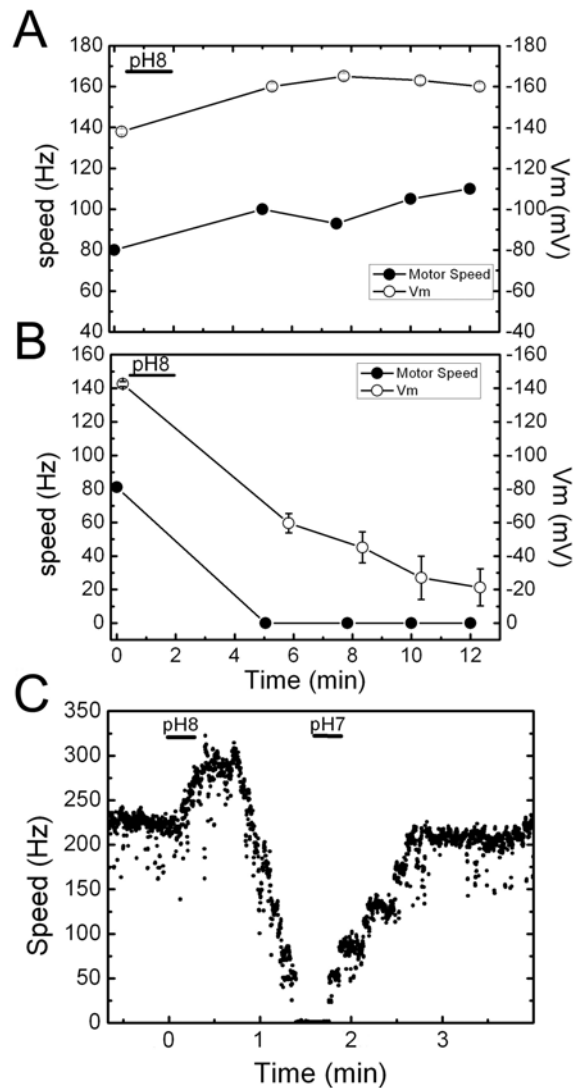 A
pH8
180
160
140
120
100
80
60
40
speed (Hz)
-180
-160
-140
-120
-100
-80
-60
-40
Vm (mV)
Motor Speed
Vm
B
pH8
160
140
120
100
80
60
40
20
0
speed (Hz)
-160
-140
-120
-100
-80
-60
-40
-20
0
Vm (mV)
Motor Speed
Vm
0 2 4 6 8 10 12
Time (min)
C
pH8 pH7
350
300
250
200
150
100
50
0
Speed (Hz)
0 1 2 3
Time (min)